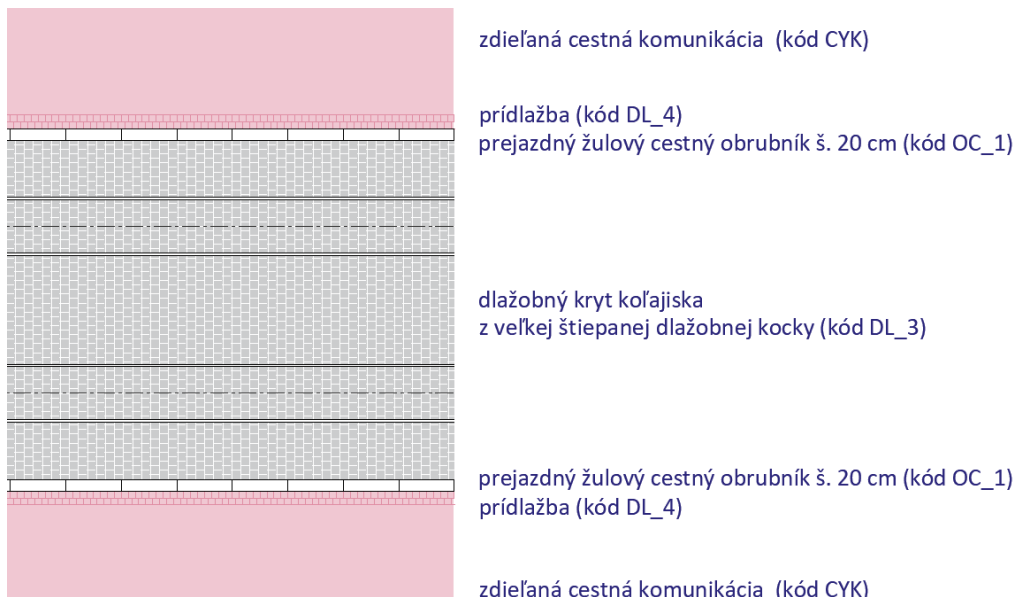 zdieľaná cestná komunikácia  (kód CYK)
prídlažba (kód DL_4)
prejazdný žulový cestný obrubník š. 20 cm (kód OC_1)
dlažobný kryt koľajiska
z veľkej štiepanej dlažobnej kocky (kód DL_3)
prejazdný žulový cestný obrubník š. 20 cm (kód OC_1)
prídlažba (kód DL_4)
zdieľaná cestná komunikácia  (kód CYK)